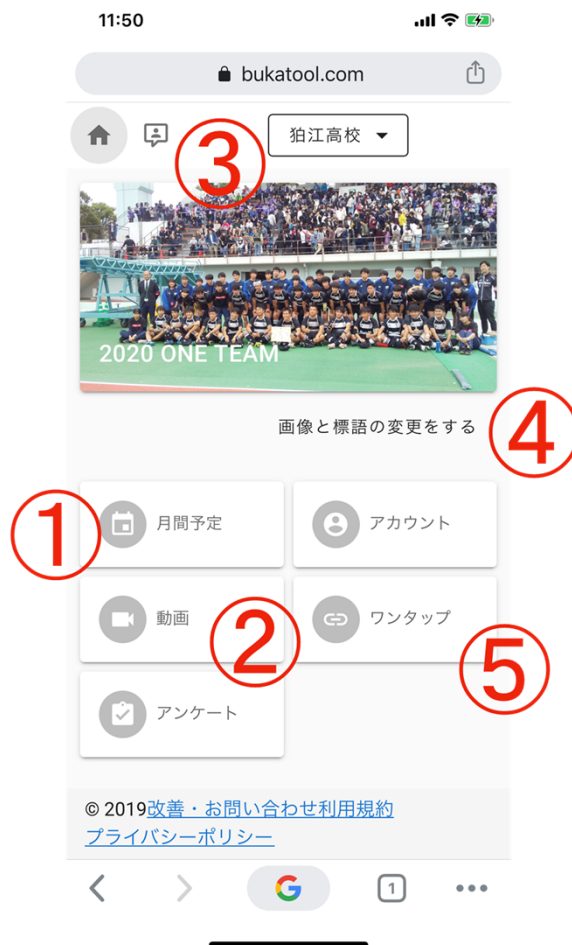 11:50
bukatool.com
③
狛江高校
2020 ONE TEAM
画像と標語の変更をする
④
①
月間予定
アカウント
動画
②
ワンタップ
⑤
アンケート
© 2019改善・お問い合わせ利用規約
プライバシーポリシー
G
1